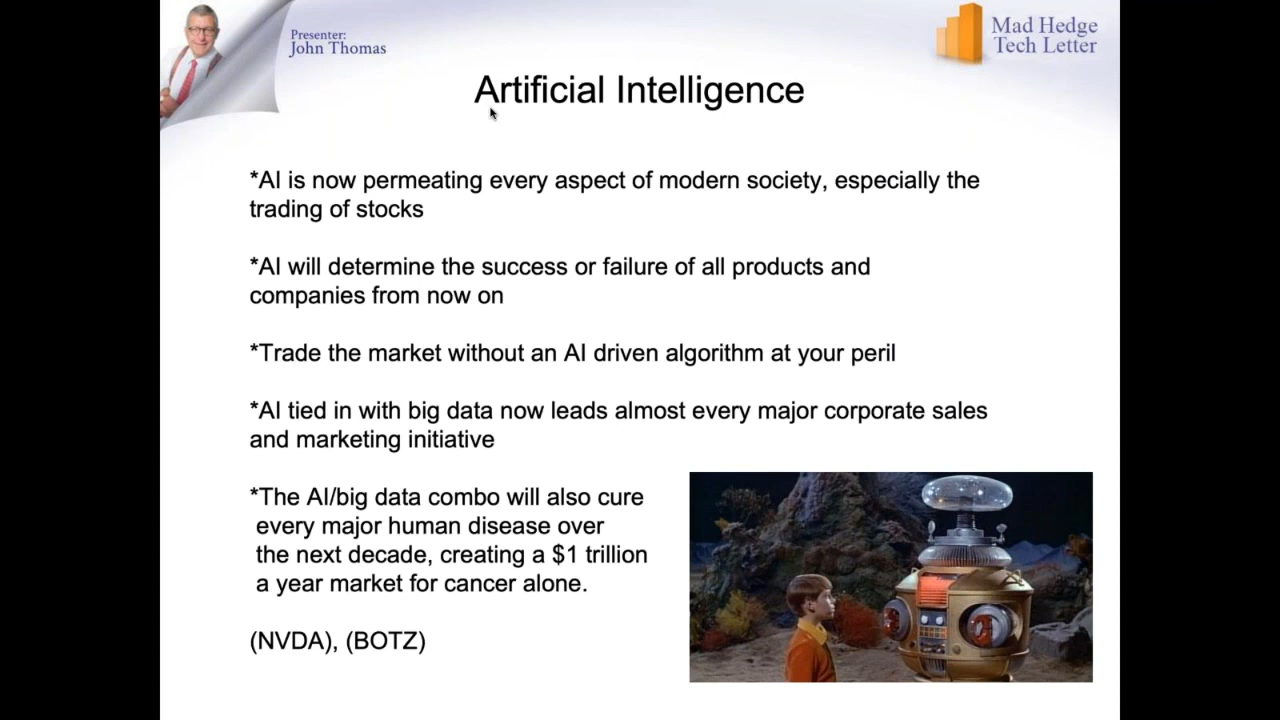 Presenter:
John Thomas
Mad Hedge
Tech Letter
Artificial Intelligence
*AI is now permeating every aspect of modern society, especially the
trading of stocks
*AI will determine the success or failure of all products and
companies from now on
*Trade the market without an AI driven algorithm at your peril
*AI tied in with big data now leads almost every major corporate sales
and marketing initiative
*The AI/big data combo will also cure
every major human disease over
the next decade, creating a $1 trillion
a year market for cancer alone.
(NVDA), (BOTZ)